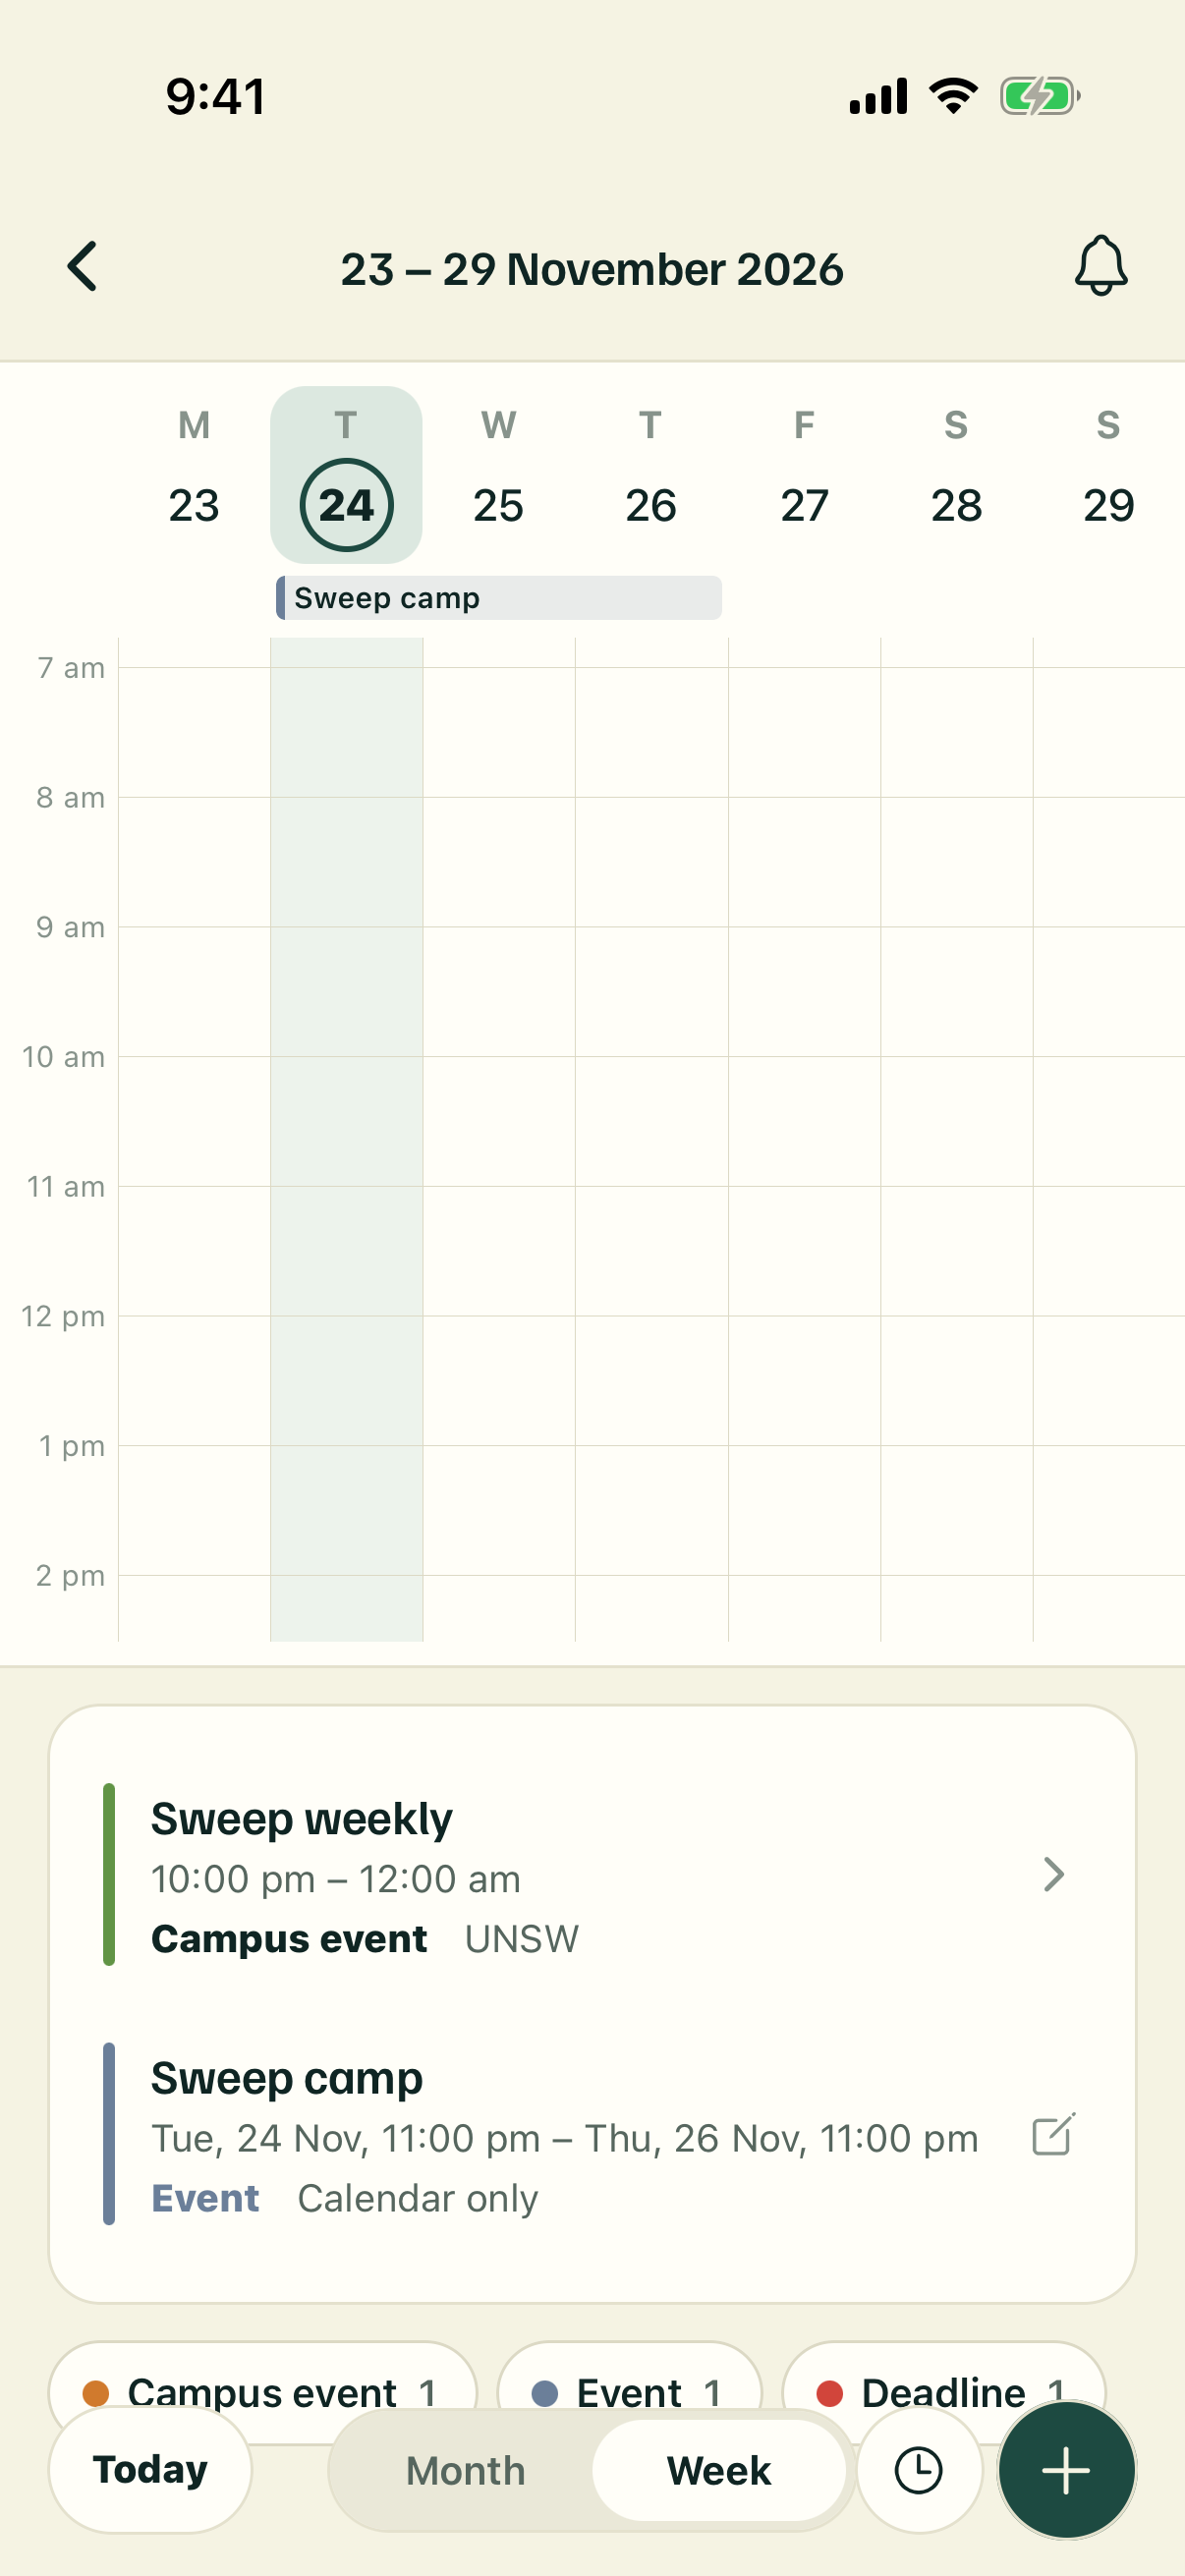 9:41
23 – 29 November 2026
M T W T F S S
23 24 25 26 27 28 29
Sweep camp
7 am
8 am
9 am
10 am
11 am
12 pm
1 pm
2 pm
Sweep weekly
10:00 pm – 12:00 am
Campus event UNSW
Sweep camp
Tue, 24 Nov, 11:00 pm – Thu, 26 Nov, 11:00 pm
Event Calendar only
Campus event 1 Event 1 Deadline 1
Today Month Week